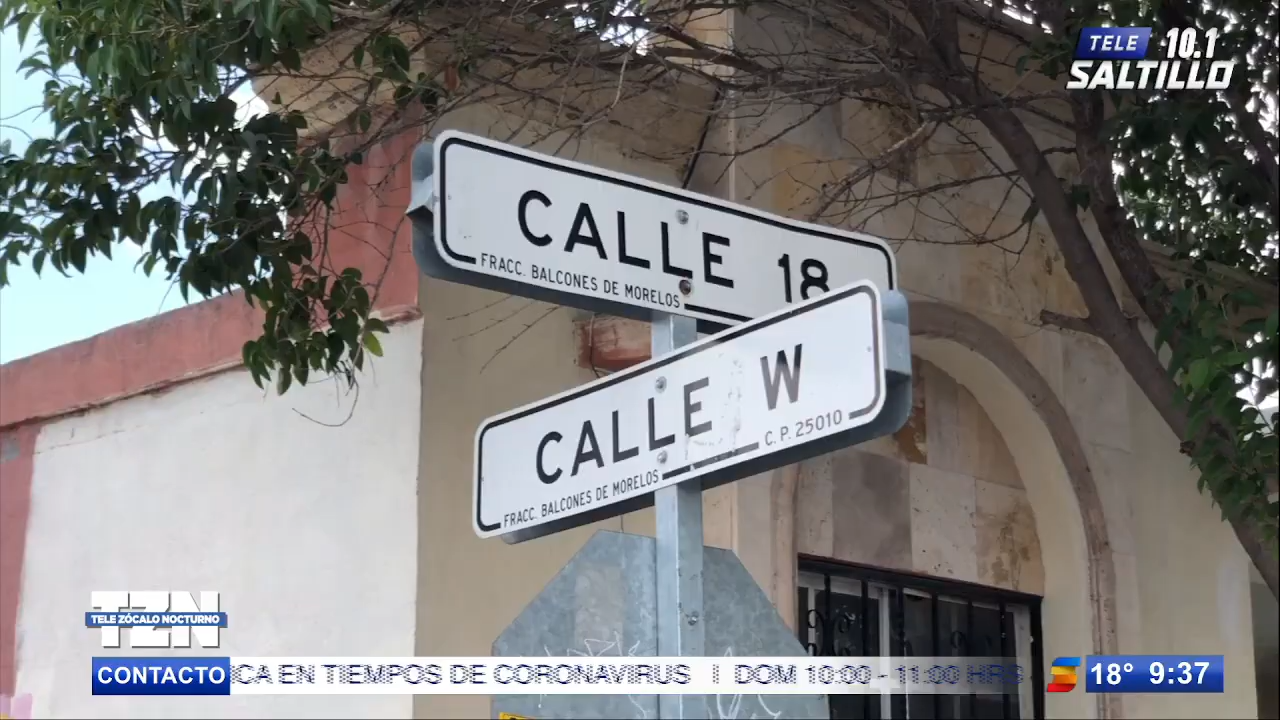 TELE 10.1
SALTILLO
CALLE 18
FRACC. BALCONES DE MORELOS
CALLE W
C.P. 25010
FRACC. BALCONES DE MORELOS
TZN
TELE ZÓCALO NOCTURNO
CONTACTO CA EN TIEMPOS DE CORONAVIRUS | DOM 10:00 - 11:00 HRS 18° 9:37